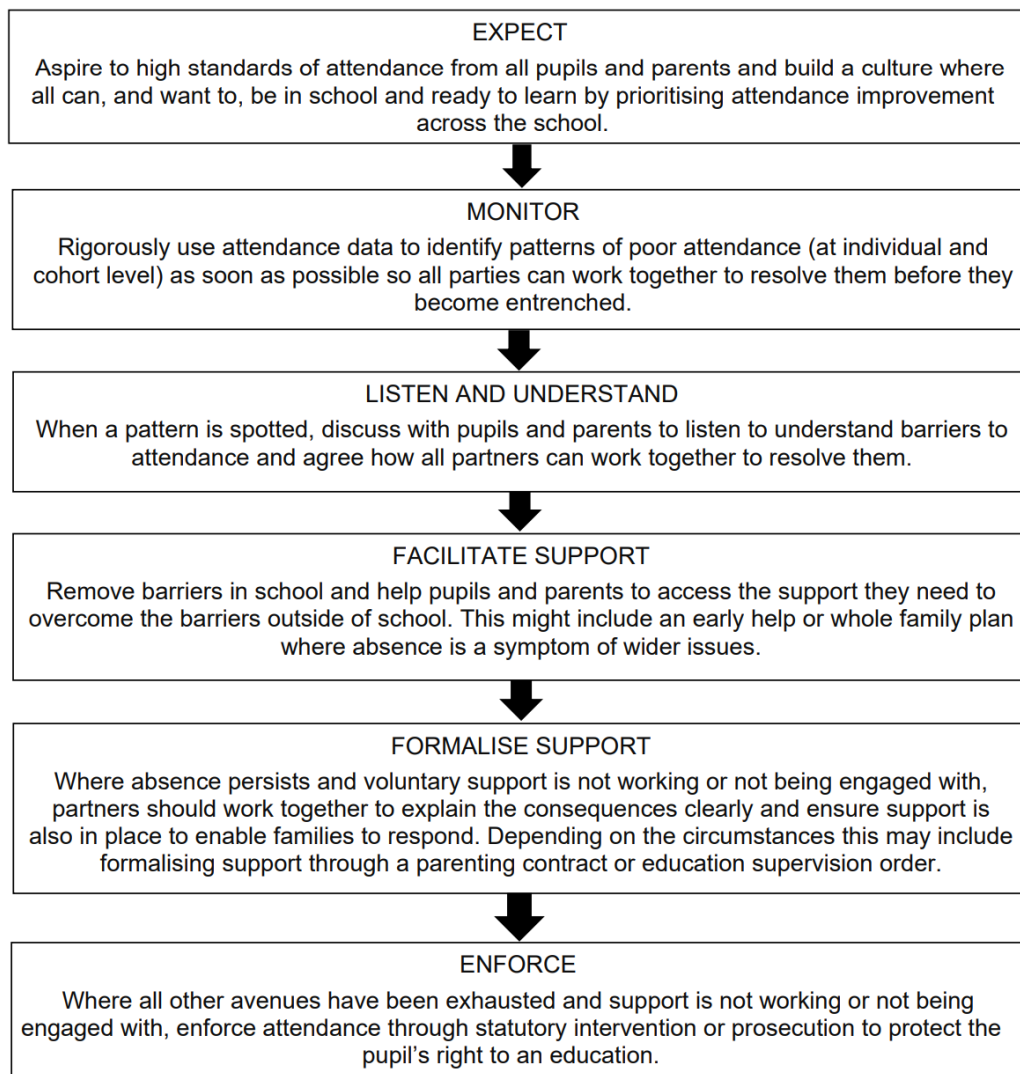 EXPECT
Aspire to high standards of attendance from all pupils and parents and build a culture where
all can, and want to, be in school and ready to learn by prioritising attendance improvement
across the school.
MONITOR
Rigorously use attendance data to identify patterns of poor attendance (at individual and
cohort level) as soon as possible so all parties can work together to resolve them before they
become entrenched.
LISTEN AND UNDERSTAND
When a pattern is spotted, discuss with pupils and parents to listen to understand barriers to
attendance and agree how all partners can work together to resolve them.
FACILITATE SUPPORT
Remove barriers in school and help pupils and parents to access the support they need to
overcome the barriers outside of school. This might include an early help or whole family plan
where absence is a symptom of wider issues.
FORMALISE SUPPORT
Where absence persists and voluntary support is not working or not being engaged with,
partners should work together to explain the consequences clearly and ensure support is
also in place to enable families to respond. Depending on the circumstances this may include
formalising support through a parenting contract or education supervision order.
ENFORCE
Where all other avenues have been exhausted and support is not working or not being
engaged with, enforce attendance through statutory intervention or prosecution to protect the
pupil's right to an education.